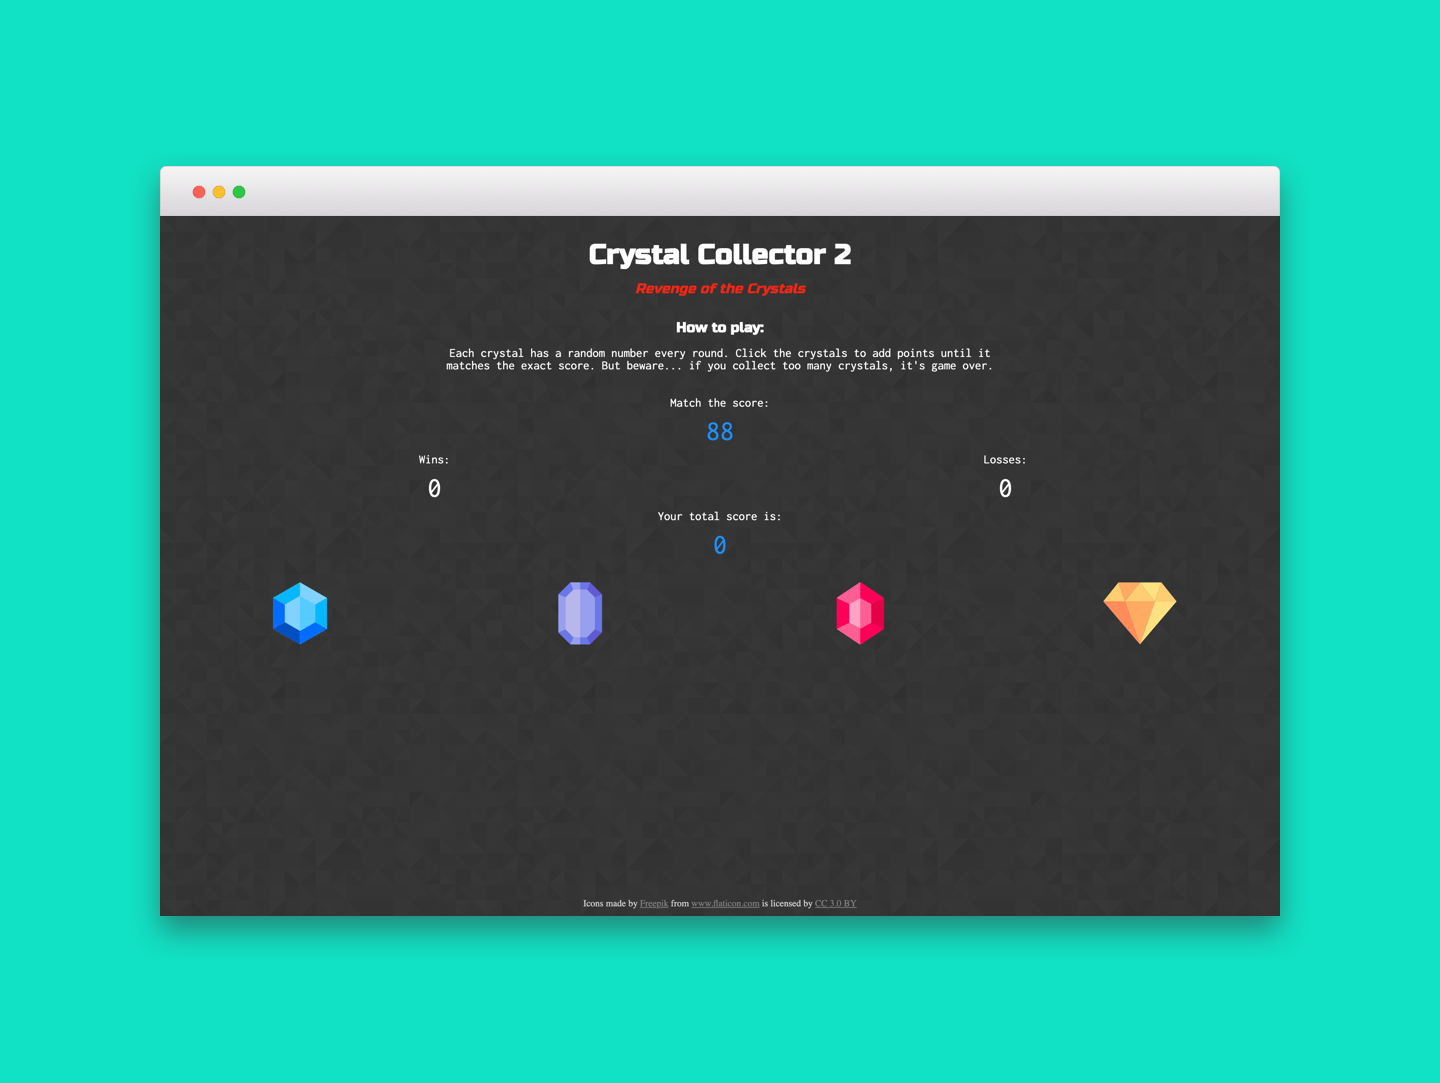 Crystal Collector 2
Revenge of the Crystals
How to play:
Each crystal has a random number every round. Click the crystals to add points until it
matches the exact score. But beware... if you collect too many crystals, it's game over.
Match the score:
88
Wins:
0
Losses:
0
Your total score is:
0
Icons made by Freepik from www.flaticon.com is licensed by CC 3.0 BY